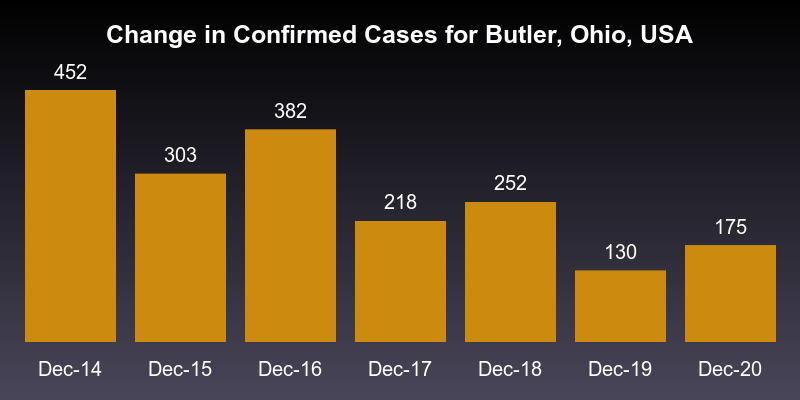 Change in Confirmed Cases for Butler, Ohio, USA
452
303
382
218
252
130
175
Dec-14
Dec-15
Dec-16
Dec-17
Dec-18
Dec-19
Dec-20